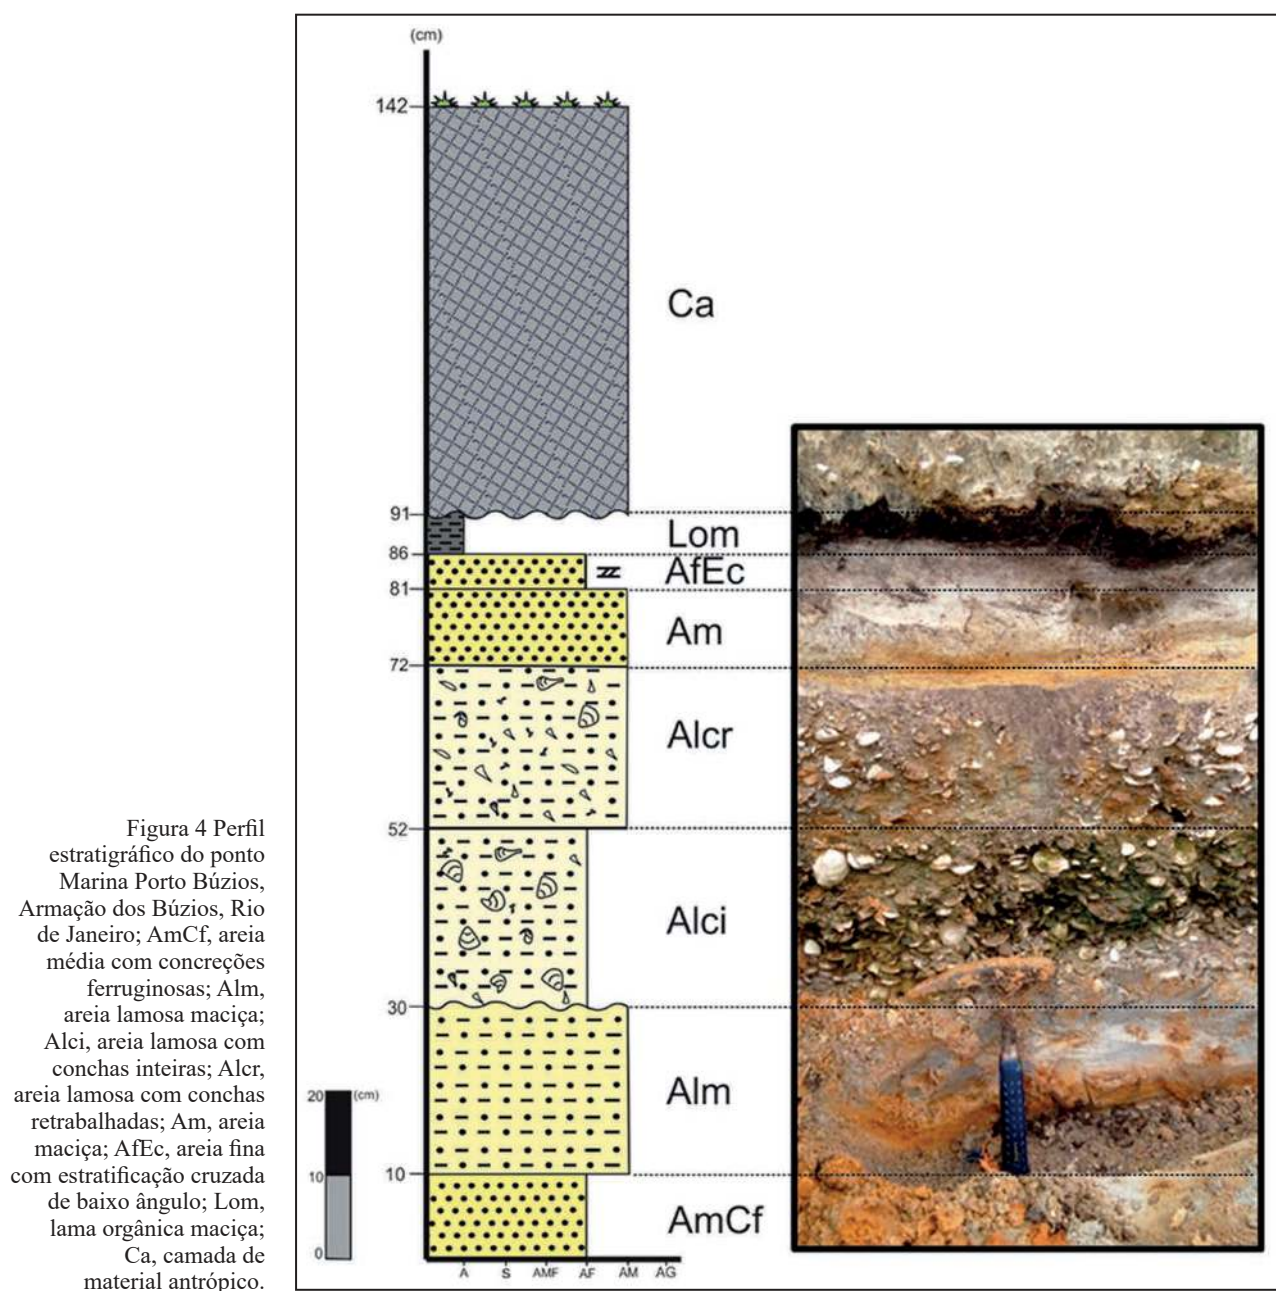 (cm)
142
Ca
91
Lom
86
AfEc
81
Am
72
Alcr
52
Alci
30
Alm
10
AmCf
A S AMF AF AM AG
20 (cm)
10
0
Figura 4 Perfil
estratigráfico do ponto
Marina Porto Búzios,
Armação dos Búzios, Rio
de Janeiro; AmCf, areia
média com concreções
ferruginosas; Alm,
areia lamosa maciça;
Alci, areia lamosa com
conchas inteiras; Alcr,
areia lamosa com conchas
retrabalhadas; Am, areia
maciça; AfEc, areia fina
com estratificação cruzada
de baixo ângulo; Lom,
lama orgânica maciça;
Ca, camada de
material antrópico.